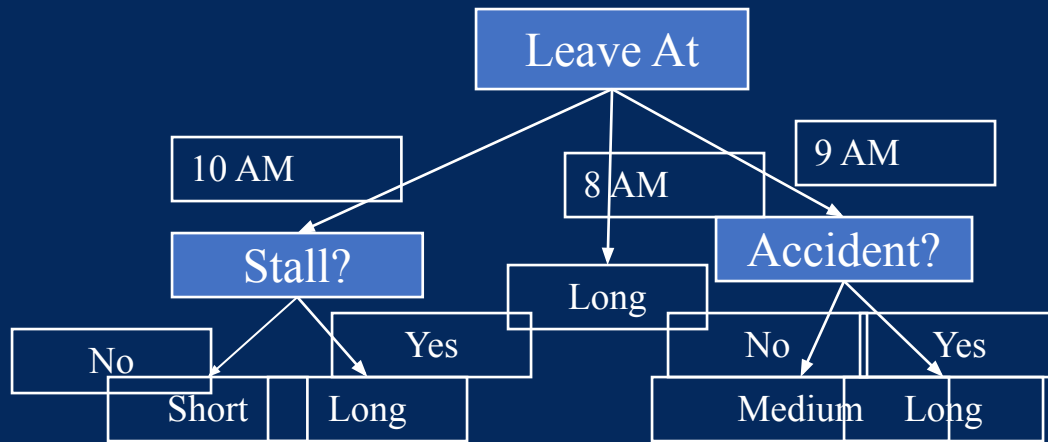 Leave At
10 AM
8 AM
9 AM
Stall?
Accident?
Long
No
Yes
No
Yes
Short
Long
Medium
Long